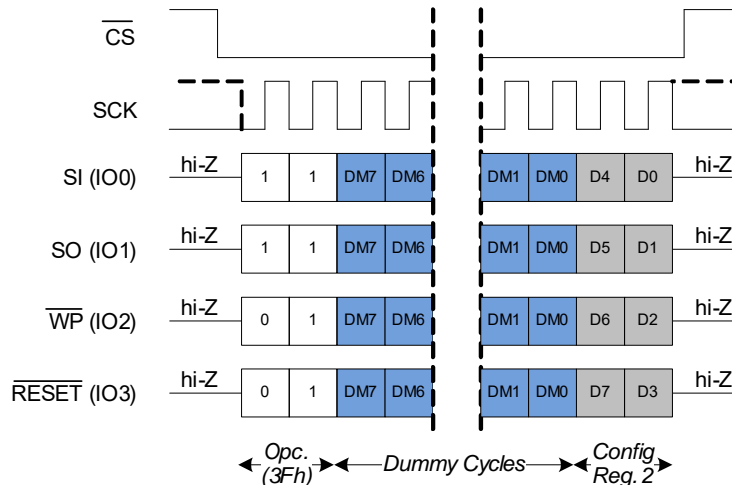 CS
SCK
hi-Z hi-Z
SI (IO0) 1 1 DM7 DM6 DM1 DM0 D4 D0
hi-Z hi-Z
SO (IO1) 1 1 DM7 DM6 DM1 DM0 D5 D1
hi-Z hi-Z
WP (IO2) 0 1 DM7 DM6 DM1 DM0 D6 D2
hi-Z hi-Z
RESET (IO3) 0 1 DM7 DM6 DM1 DM0 D7 D3
Opc. Config
(3Fh) Dummy Cycles Reg. 2